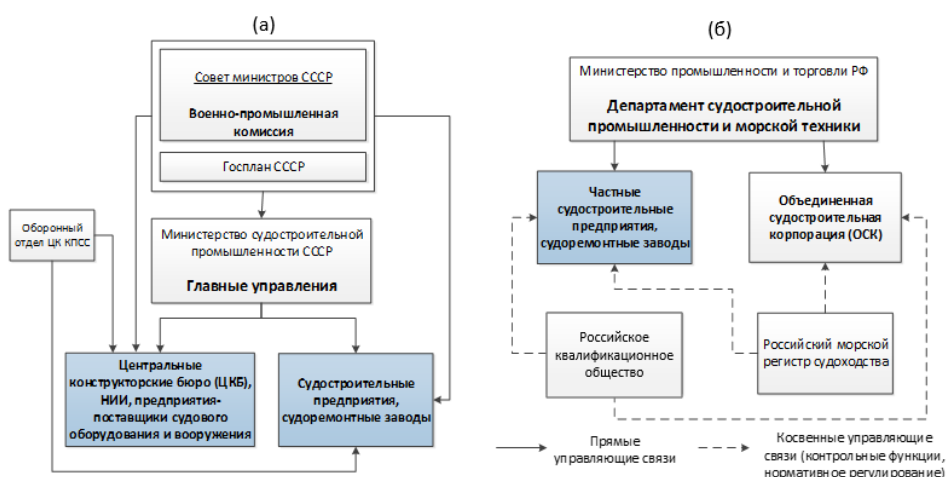 (а)
Совет министров СССР
Военно-промышленная
комиссия
Госплан СССР
Оборонный
отдел ЦК КПСС
Министерство судостроительной
промышленности СССР
Главные управления
Центральные
конструкторские бюро (ЦКБ),
НИИ, предприятия-
поставщики судового
оборудования и вооружения
Судостроительные
предприятия,
судоремонтные заводы
(б)
Министерство промышленности и торговли РФ
Департамент судостроительной
промышленности и морской техники
Частные
судостроительные
предприятия,
судоремонтные заводы
Объединенная
судостроительная
корпорация (ОСК)
Российское
квалификационное
общество
Российский морской
регистр судоходства
Прямые
управляющие связи
Косвенные управляющие
связи (контрольные функции,
нормативное регулирование)